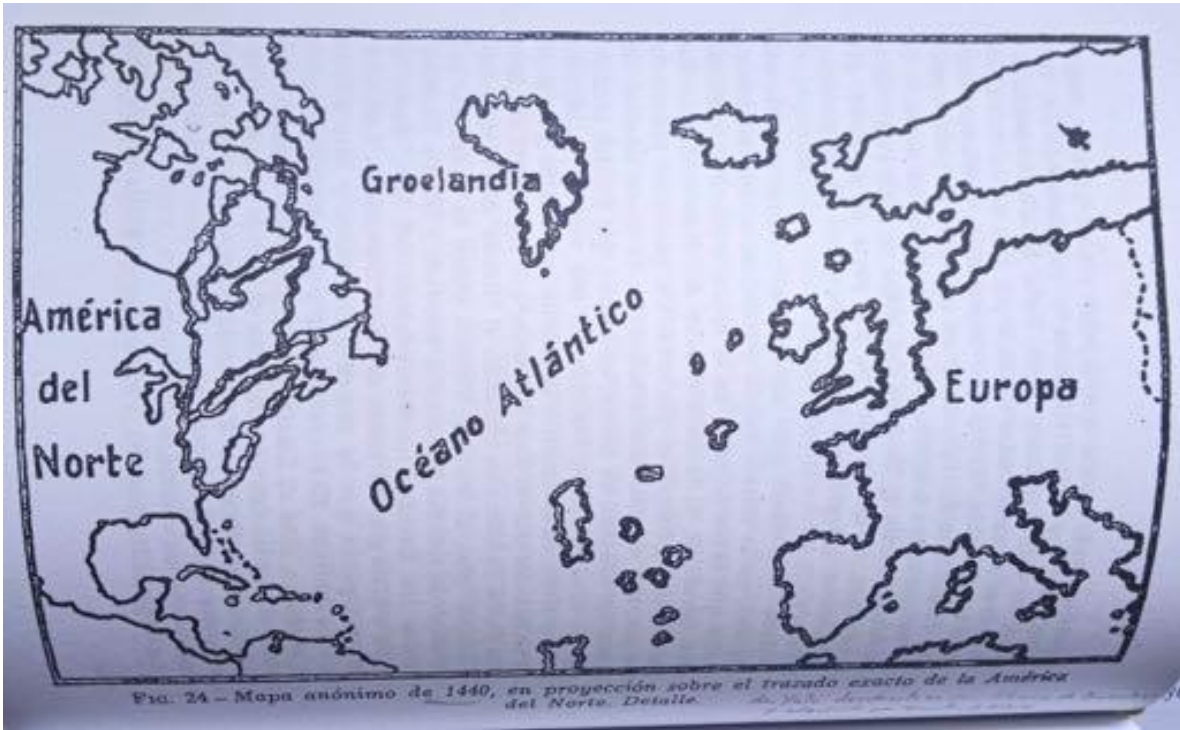 Groelandia
América
del
Norte
Océano Atlántico
Europa
FIG. 24 – Mapa anónimo de 1440, en proyección sobre el trazado exacto de la América
del Norte. Detalle.